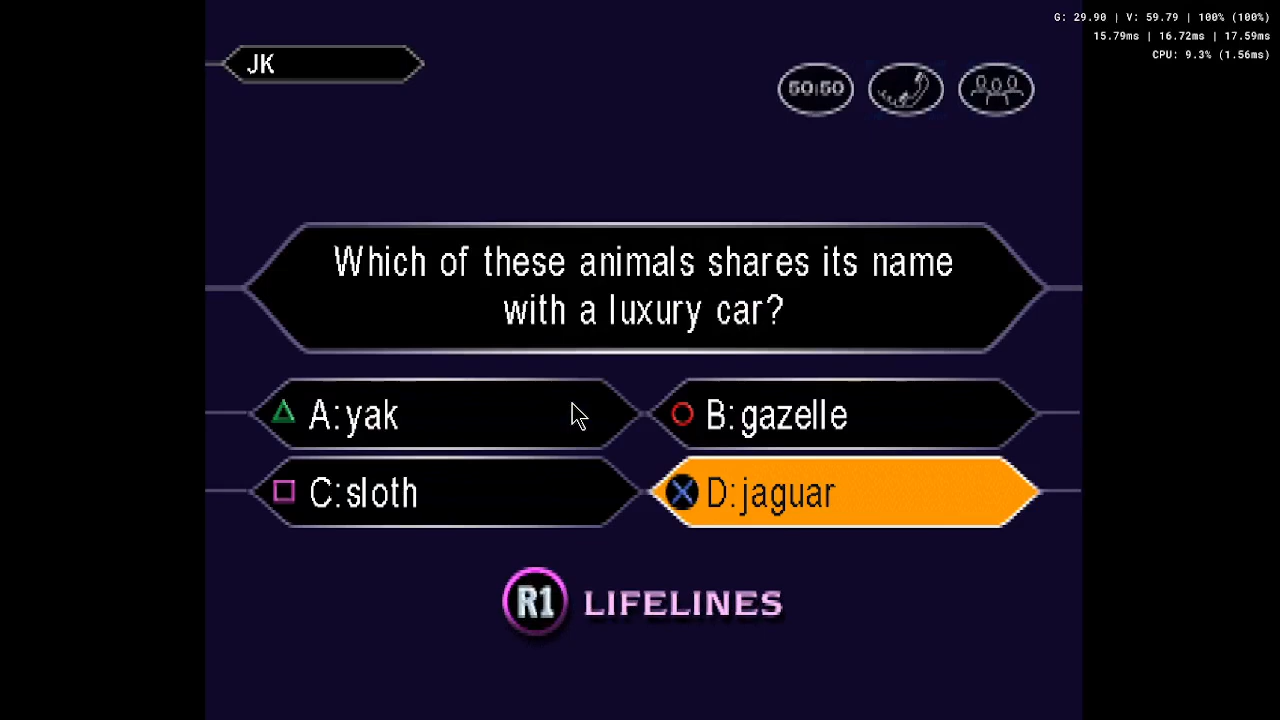 G: 29.90 | V: 59.79 | 100% (100%)
15.79ms | 16.72ms | 17.59ms
CPU: 9.3% (1.56ms)
JK
50:50
Which of these animals shares its name
with a luxury car?
A:yak
B:gazelle
C:sloth
D:jaguar
R1 LIFELINES